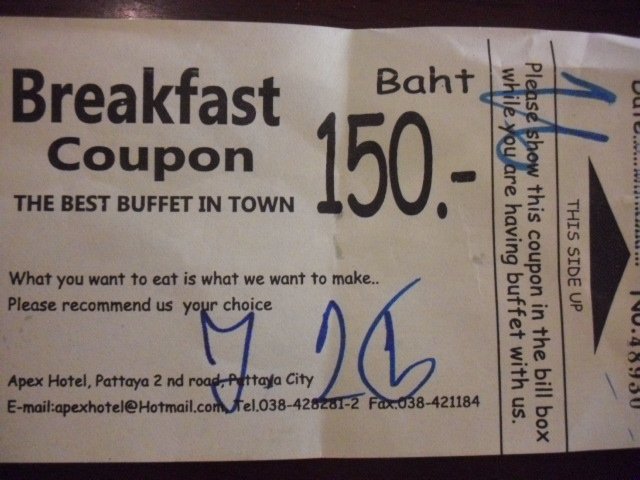 Breakfast
Coupon
THE BEST BUFFET IN TOWN
Baht
150.-
What you want to eat is what we want to make..
Please recommend us your choice
Apex Hotel, Pattaya 2 nd road, Pattaya City
E-mail:apexhotel@Hotmail.com, Tel.038-428281-2 Fax.038-421184
Please show this coupon in the bill box
while you are having buffet with us.
THIS SIDE UP